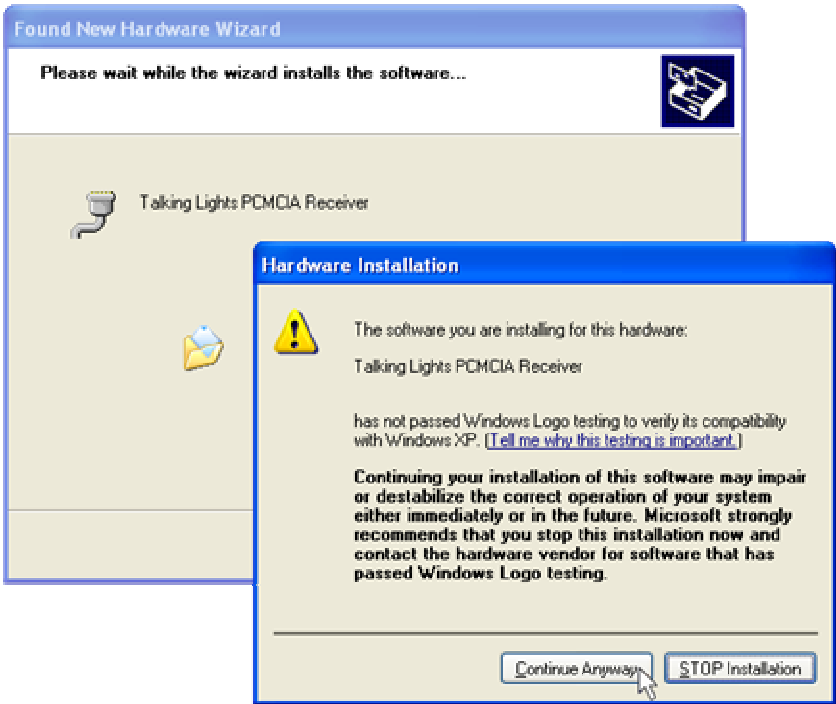 Found New Hardware Wizard
Please wait while the wizard installs the software...
Talking Lights PCMCIA Receiver
Hardware Installation
The software you are installing for this hardware:
Talking Lights PCMCIA Receiver
has not passed Windows Logo testing to verify its compatibility
with Windows XP. (Tell me why this testing is important.)
Continuing your installation of this software may impair
or destabilize the correct operation of your system
either immediately or in the future. Microsoft strongly
recommends that you stop this installation now and
contact the hardware vendor for software that has
passed Windows Logo testing.
Continue Anyway STOP Installation